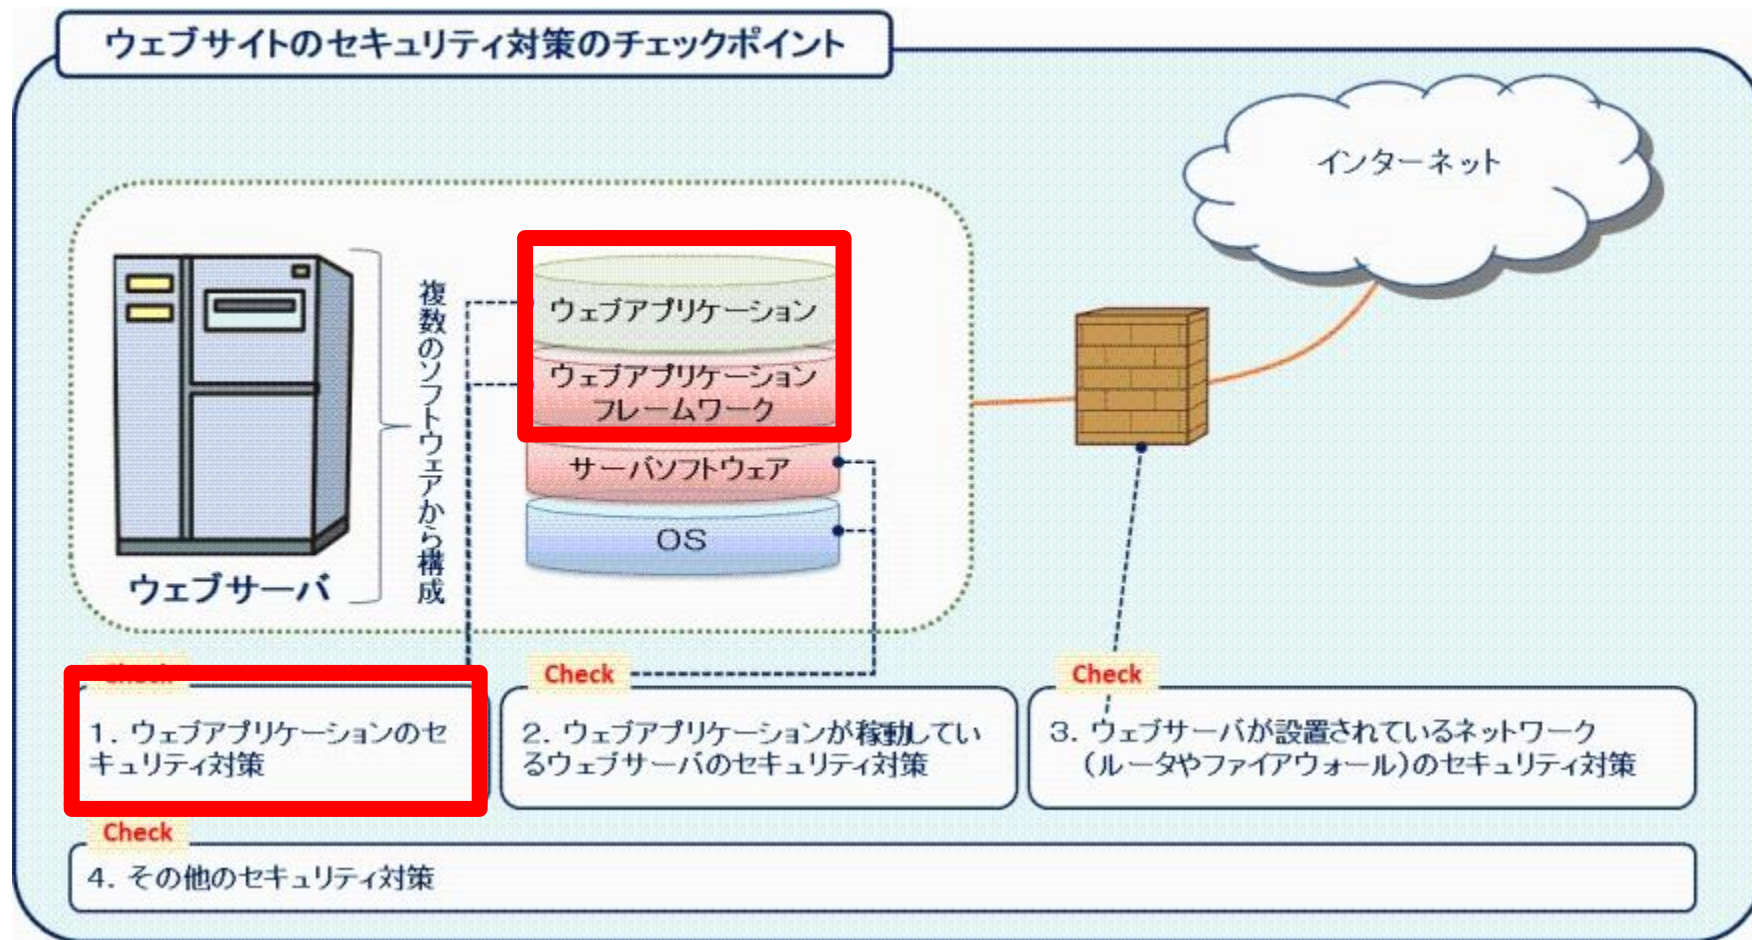 ウェブサイトのセキュリティ対策のチェックポイント
インターネット
複数のソフトウェアから構成
ウェブアプリケーション
ウェブアプリケーション
フレームワーク
サーバソフトウェア
OS
ウェブサーバ
Check
1. ウェブアプリケーションのセ
キュリティ対策
Check
2. ウェブアプリケーションが稼動してい
るウェブサーバのセキュリティ対策
Check
3. ウェブサーバが設置されているネットワーク
(ルータやファイアウォール)のセキュリティ対策
Check
4. その他のセキュリティ対策